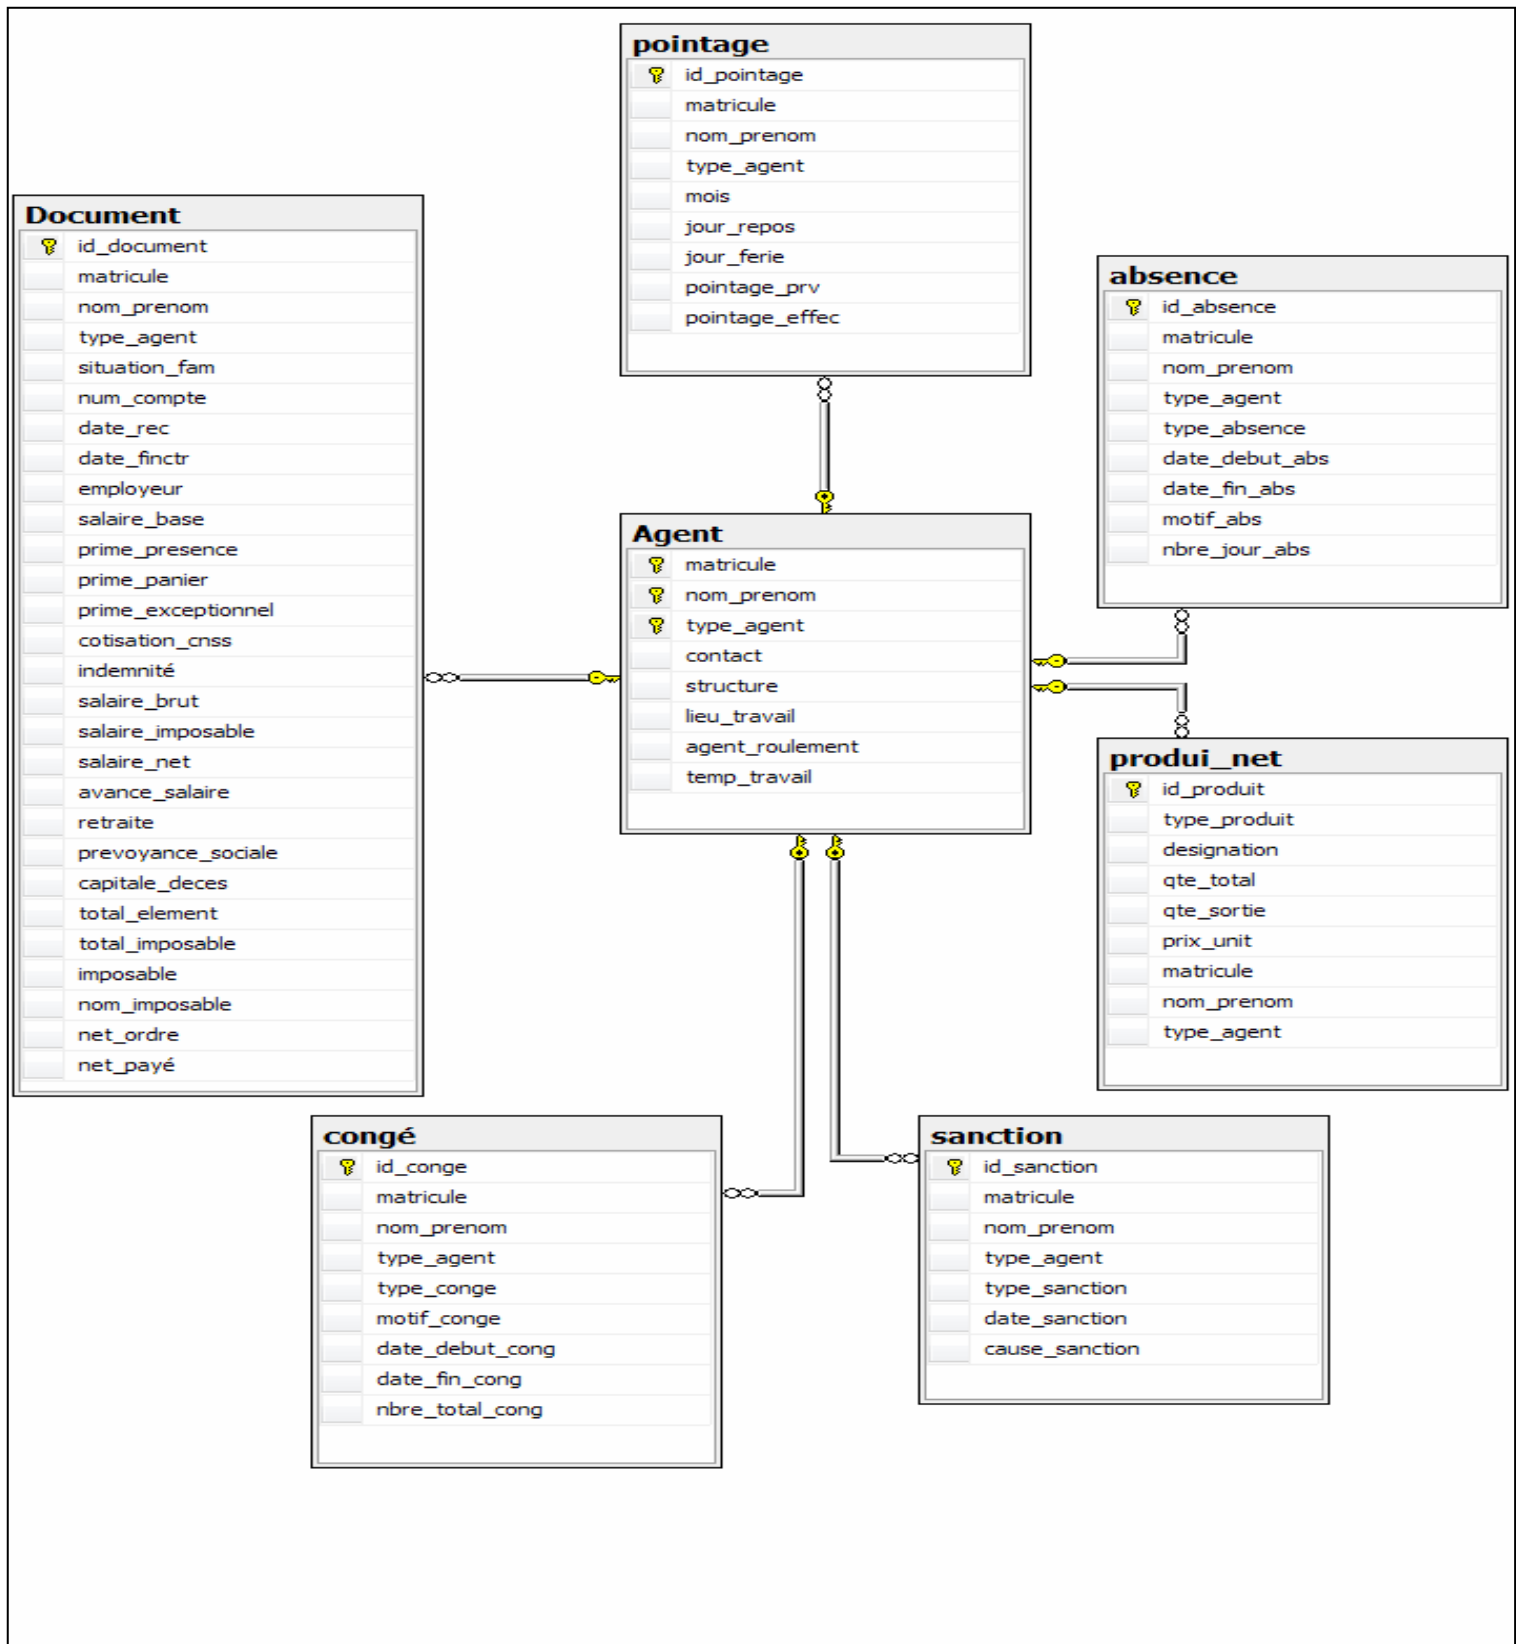 pointage
id_pointage
matricule
nom_prenom
type_agent
mois
jour_repos
jour_ferie
pointage_prv
pointage_effec
Document
id_document
matricule
nom_prenom
type_agent
situation_fam
num_compte
date_rec
date_finctr
employeur
salaire_base
prime_presence
prime_panier
prime_exceptionnel
cotisation_cnss
indemnité
salaire_brut
salaire_imposable
salaire_net
avance_salaire
retraite
prevoyance_sociale
capitale_deces
total_element
total_imposable
imposable
nom_imposable
net_ordre
net_payé
absence
id_absence
matricule
nom_prenom
type_agent
type_absence
date_debut_abs
date_fin_abs
motif_abs
nbre_jour_abs
Agent
matricule
nom_prenom
type_agent
contact
structure
lieu_travail
agent_roulement
temp_travail
produi_net
id_produit
type_produit
designation
qte_total
qte_sortie
prix_unit
matricule
nom_prenom
type_agent
congé
id_conge
matricule
nom_prenom
type_agent
type_conge
motif_conge
date_debut_cong
date_fin_cong
nbre_total_cong
sanction
id_sanction
matricule
nom_prenom
type_agent
type_sanction
date_sanction
cause_sanction